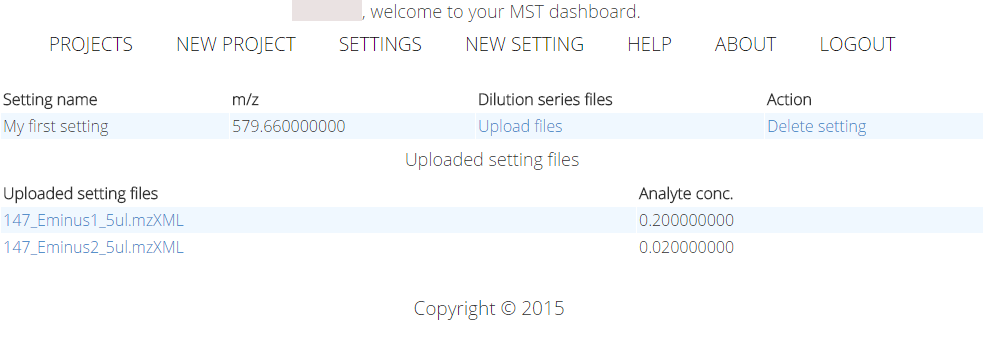 , welcome to your MST dashboard.
PROJECTS NEW PROJECT SETTINGS NEW SETTING HELP ABOUT LOGOUT
Setting name m/z Dilution series files Action
My first setting 579.660000000 Upload files Delete setting
Uploaded setting files
Uploaded setting files Analyte conc.
147_Eminus1_5ul.mzXML 0.200000000
147_Eminus2_5ul.mzXML 0.020000000
Copyright © 2015